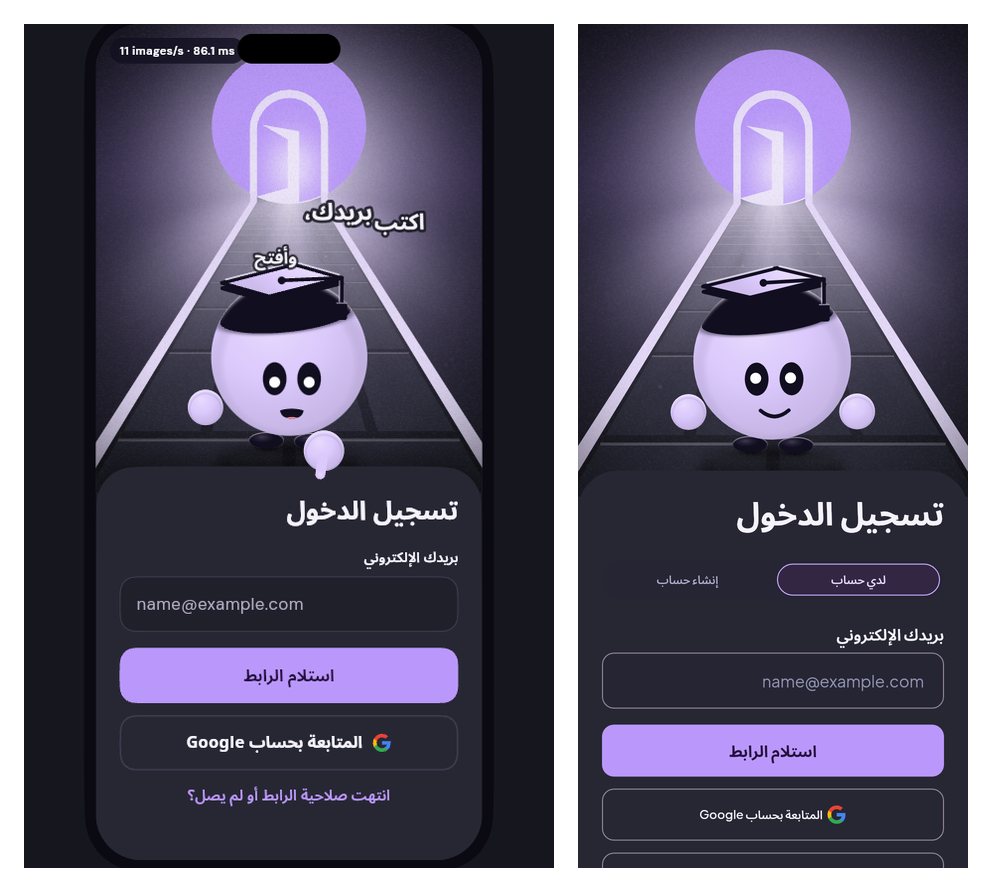 11 images/s · 86.1 ms
اكتب بريدك،
وأفتح
تسجيل الدخول
بريدك الإلكتروني
name@example.com
استلام الرابط
المتابعة بحساب Google
انتهت صلاحية الرابط أو لم يصل؟
تسجيل الدخول
لدي حساب
إنشاء حساب
بريدك الإلكتروني
name@example.com
استلام الرابط
المتابعة بحساب Google